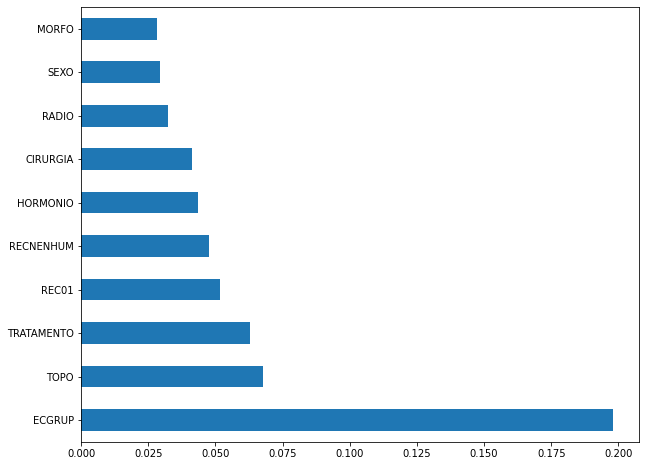 MORFO
SEXO
RADIO
CIRURGIA
HORMONIO
RECNENHUM
REC01
TRATAMENTO
TOPO
ECGRUP
0.000 0.025 0.050 0.075 0.100 0.125 0.150 0.175 0.200